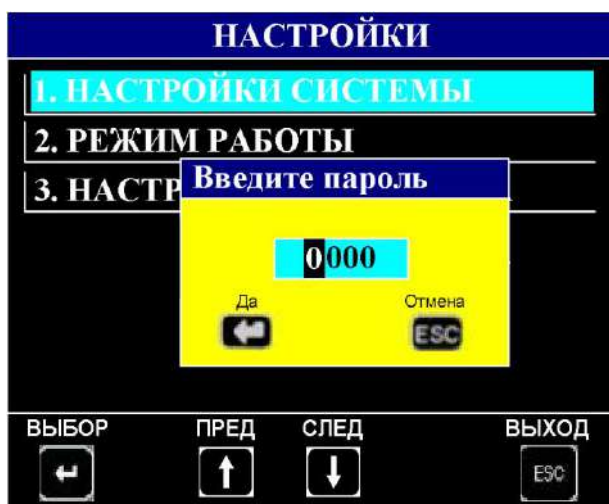 НАСТРОЙКИ
1. НАСТРОЙКИ СИСТЕМЫ
2. РЕЖИМ РАБОТЫ
3. НАСТР
Введите пароль
0000
Да Отмена
ESC
ВЫБОР ПРЕД СЛЕД ВЫХОД
ESC